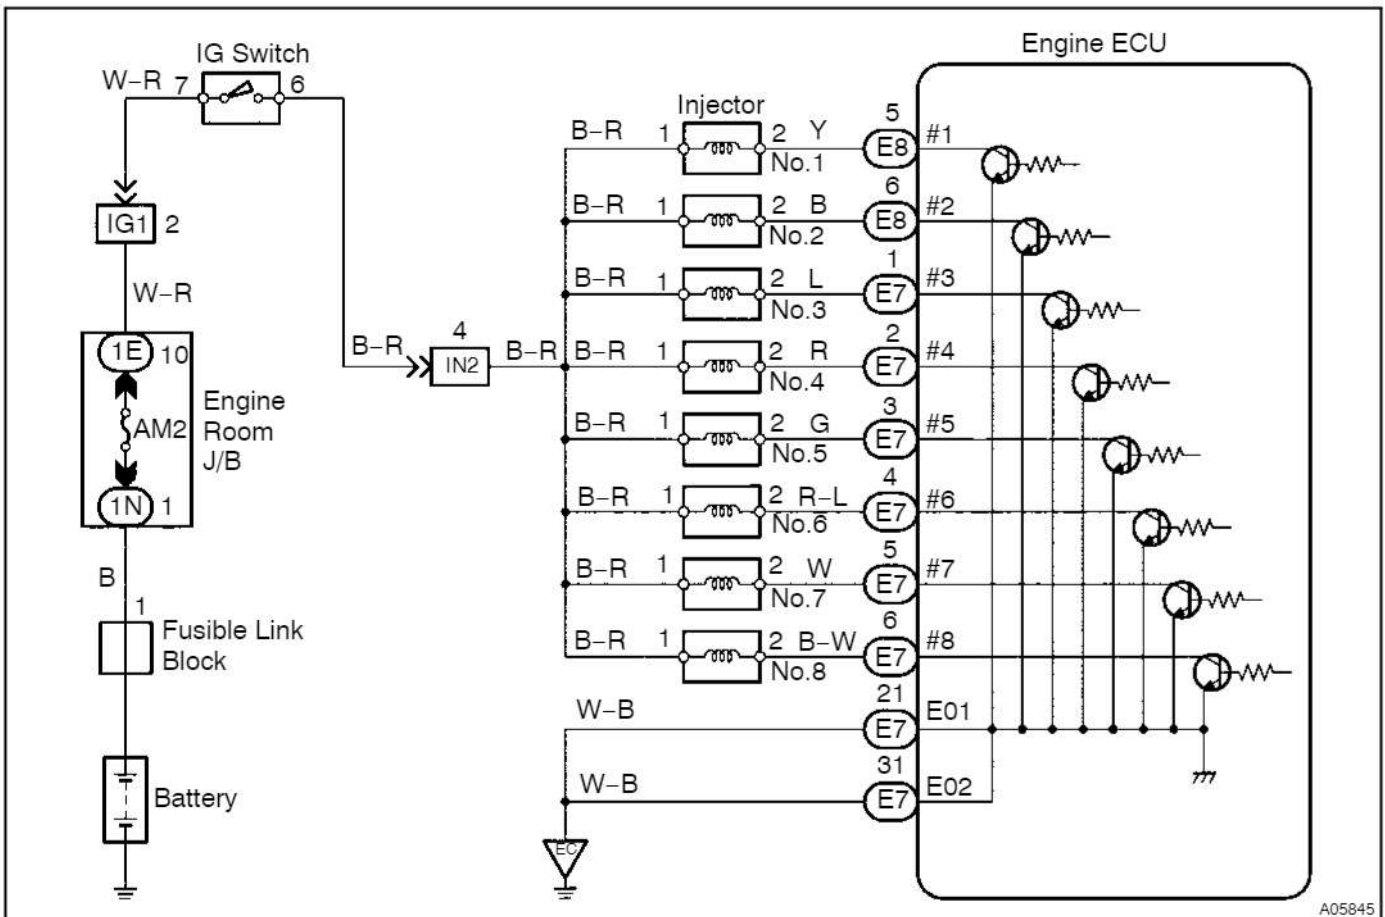 IG Switch
Engine ECU
W–R 7 6
Injector
B–R 1 2 Y 5 E8 #1
No.1
B–R 1 2 B 6 E8 #2
No.2
IG1 2
B–R 1 2 L 1 E7 #3
No.3
W–R
1E 10
B–R 4 IN2 B–R B–R 1 2 R 2 E7 #4
No.4
AM2
Engine
Room
J/B
B–R 1 2 G 3 E7 #5
No.5
1N 1
B–R 1 2 R–L 4 E7 #6
No.6
B
B–R 1 2 W 5 E7 #7
No.7
1
Fusible Link
Block
B–R 1 2 B–W 6 E7 #8
No.8
W–B 21 E7 E01
W–B 31 E7 E02
Battery
EC
A05845